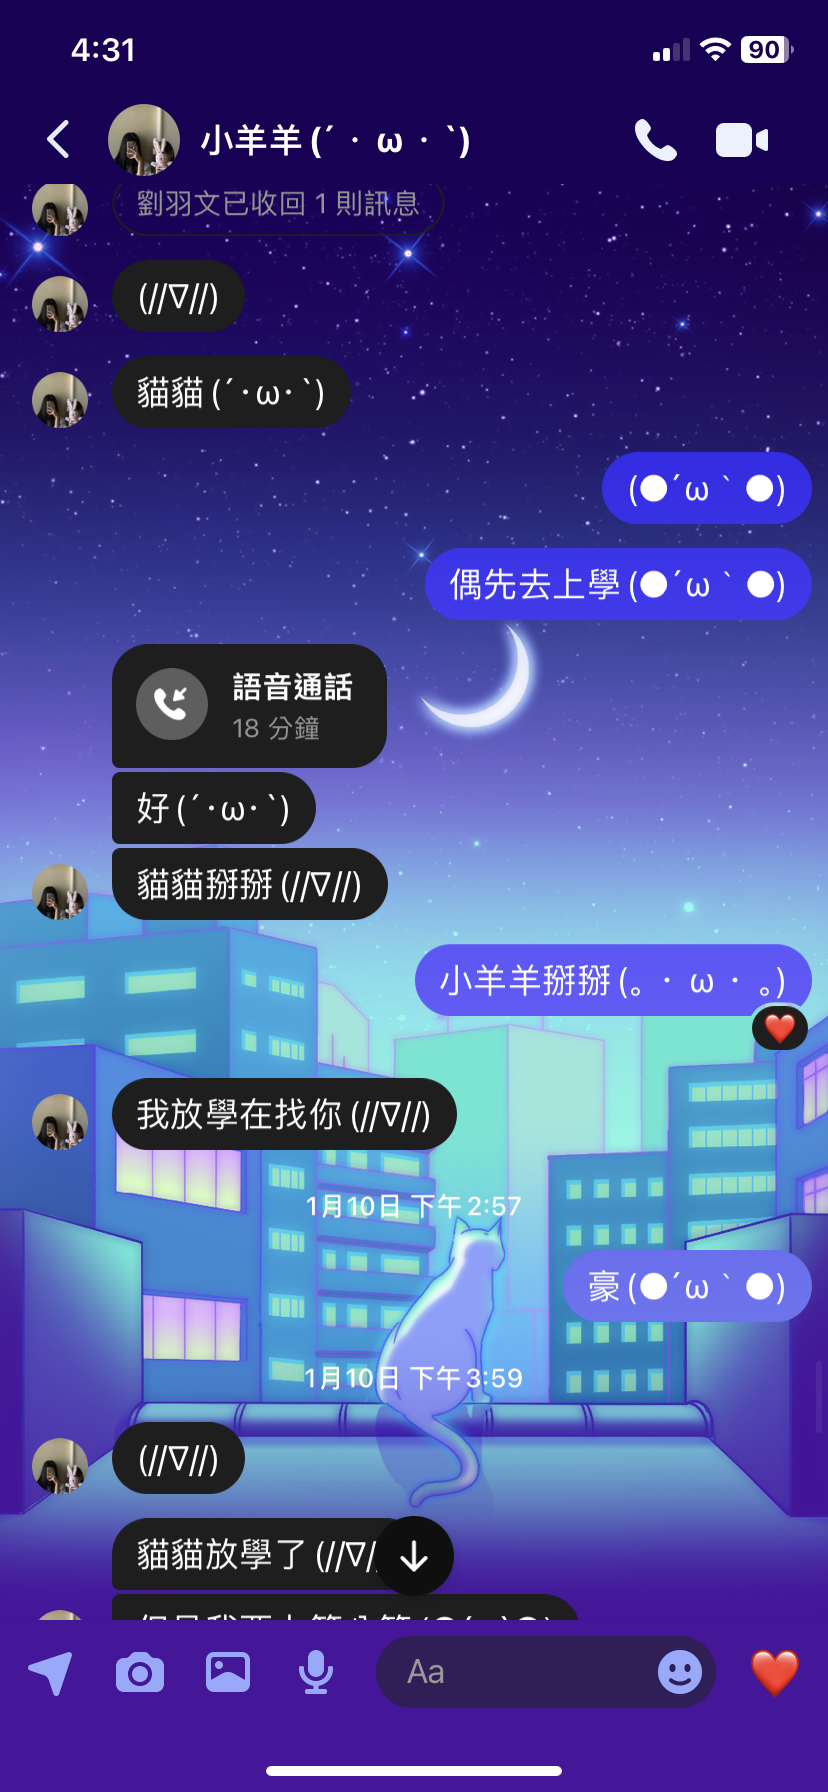 4:31
90
小羊羊 (´・ω・`)
劉羽文已收回 1 則訊息
(//∇//)
貓貓 (´･ω･`)
(●´ω｀●)
偶先去上學 (●´ω｀●)
語音通話
18 分鐘
好 (´･ω･`)
貓貓掰掰 (//∇//)
小羊羊掰掰 (。・ω・。)
我放學在找你 (//∇//)
1月10日 下午 2:57
豪 (●´ω｀●)
1月10日 下午 3:59
(//∇//)
貓貓放學了 (//∇/
Aa